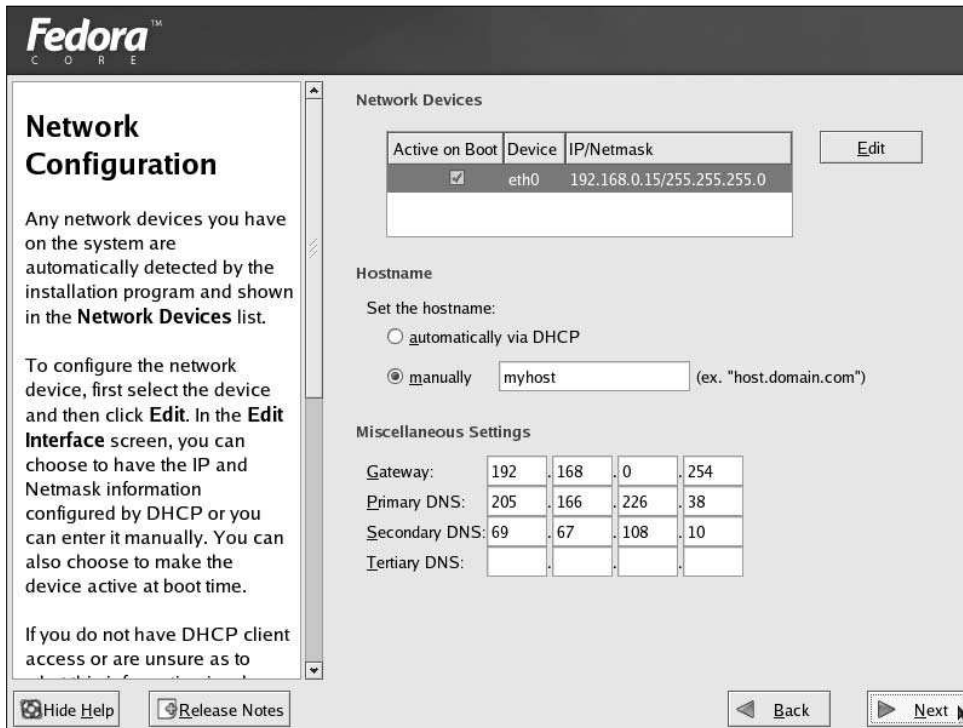 Fedora™
CORE
Network
Configuration
Any network devices you have
on the system are
automatically detected by the
installation program and shown
in the Network Devices list.
To configure the network
device, first select the device
and then click Edit. In the Edit
Interface screen, you can
choose to have the IP and
Netmask information
configured by DHCP or you
can enter it manually. You can
also choose to make the
device active at boot time.
If you do not have DHCP client
access or are unsure as to
Hide Help
Release Notes
Network Devices
Active on Boot Device IP/Netmask
eth0 192.168.0.15/255.255.255.0
Edit
Hostname
Set the hostname:
automatically via DHCP
manually myhost (ex. "host.domain.com")
Miscellaneous Settings
Gateway: 192 . 168 . 0 . 254
Primary DNS: 205 . 166 . 226 . 38
Secondary DNS: 69 . 67 . 108 . 10
Tertiary DNS: . . .
Back
Next